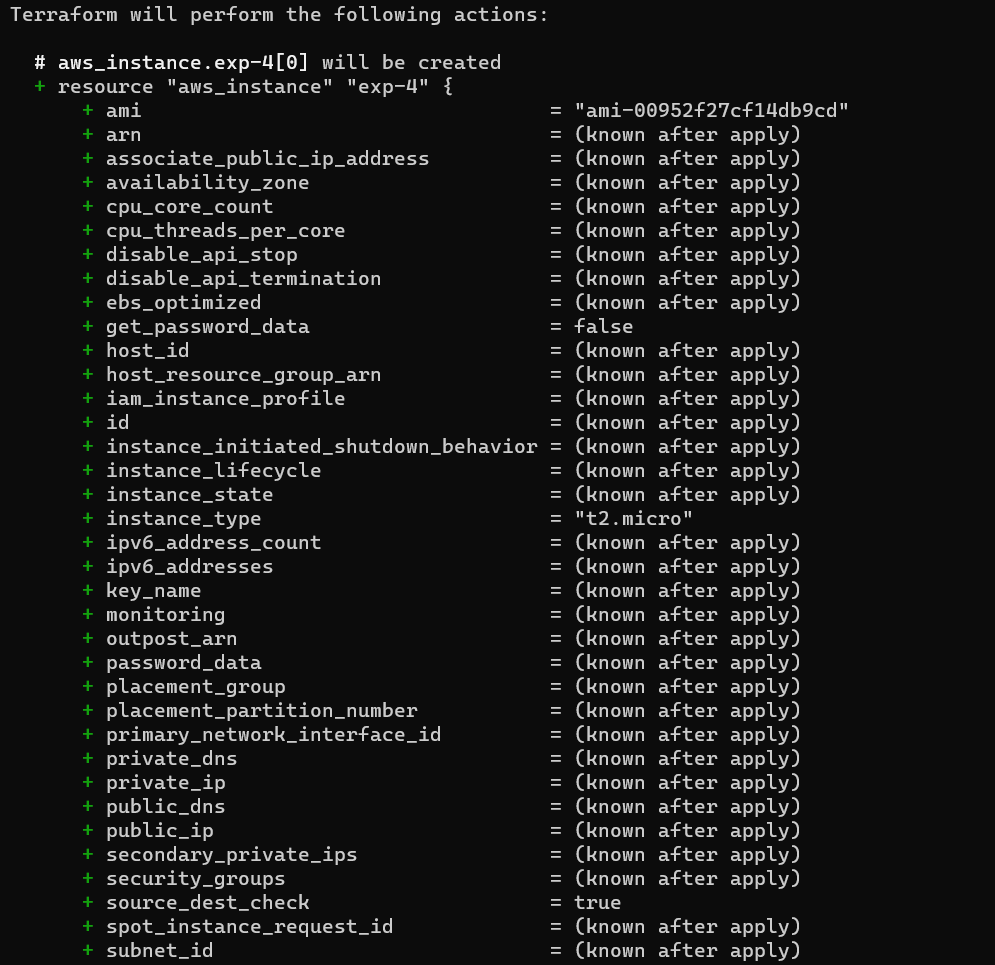 Terraform will perform the following actions:
# aws_instance.exp-4[0] will be created
+ resource "aws_instance" "exp-4" {
+ ami = "ami-00952f27cf14db9cd"
+ arn = (known after apply)
+ associate_public_ip_address = (known after apply)
+ availability_zone = (known after apply)
+ cpu_core_count = (known after apply)
+ cpu_threads_per_core = (known after apply)
+ disable_api_stop = (known after apply)
+ disable_api_termination = (known after apply)
+ ebs_optimized = (known after apply)
+ get_password_data = false
+ host_id = (known after apply)
+ host_resource_group_arn = (known after apply)
+ iam_instance_profile = (known after apply)
+ id = (known after apply)
+ instance_initiated_shutdown_behavior = (known after apply)
+ instance_lifecycle = (known after apply)
+ instance_state = (known after apply)
+ instance_type = "t2.micro"
+ ipv6_address_count = (known after apply)
+ ipv6_addresses = (known after apply)
+ key_name = (known after apply)
+ monitoring = (known after apply)
+ outpost_arn = (known after apply)
+ password_data = (known after apply)
+ placement_group = (known after apply)
+ placement_partition_number = (known after apply)
+ primary_network_interface_id = (known after apply)
+ private_dns = (known after apply)
+ private_ip = (known after apply)
+ public_dns = (known after apply)
+ public_ip = (known after apply)
+ secondary_private_ips = (known after apply)
+ security_groups = (known after apply)
+ source_dest_check = true
+ spot_instance_request_id = (known after apply)
+ subnet_id = (known after apply)